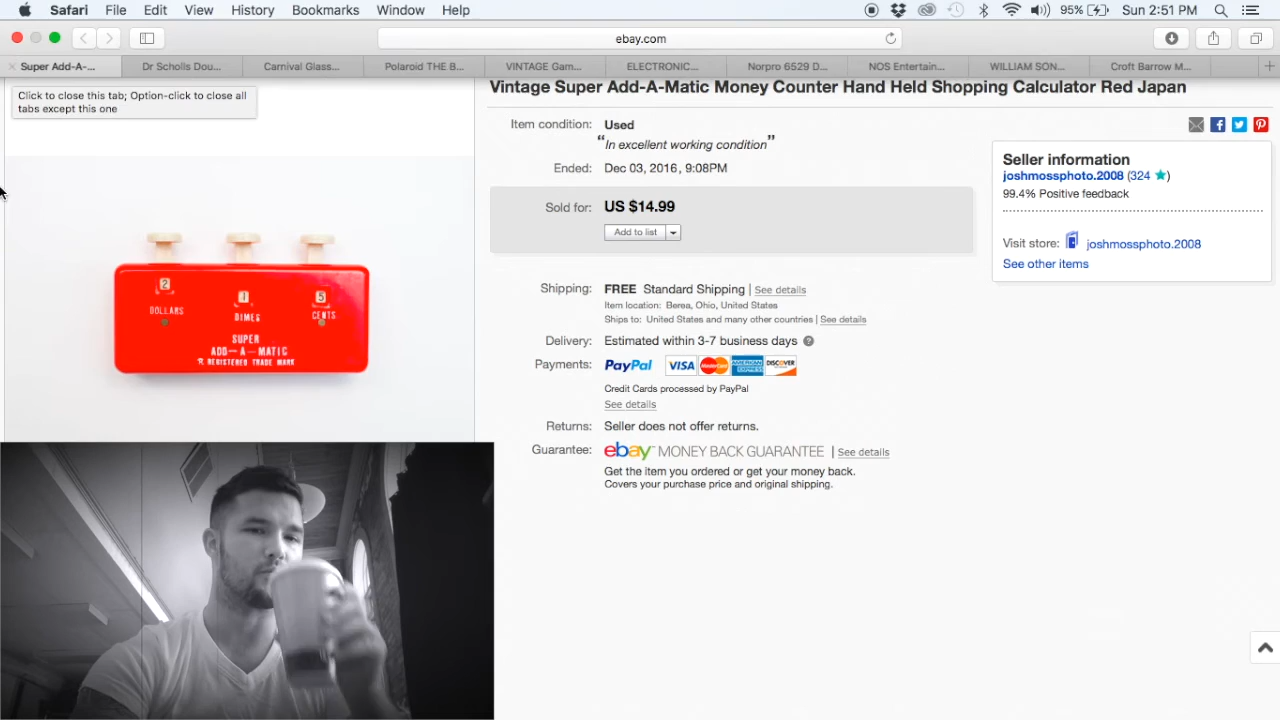 Safari File Edit View History Bookmarks Window Help 95% Sun 2:51 PM
ebay.com
Super Add-A-... Dr Scholls Dou... Carnival Glass... Polaroid THE B... VINTAGE Gam... ELECTRONIC... Norpro 6529 D... NOS Entertain... WILLIAM SON... Croft Barrow M...
Click to close this tab; Option-click to close all
tabs except this one
Vintage Super Add-A-Matic Money Counter Hand Held Shopping Calculator Red Japan
Item condition: Used
“In excellent working condition”
Ended: Dec 03, 2016, 9:08PM
Sold for: US $14.99
Add to list
Shipping: FREE Standard Shipping | See details
Item location: Berea, Ohio, United States
Ships to: United States and many other countries | See details
Delivery: Estimated within 3-7 business days ?
Payments: PayPal VISA MasterCard AMERICAN EXPRESS DISCOVER
Credit Cards processed by PayPal
See details
Returns: Seller does not offer returns.
Guarantee: ebay MONEY BACK GUARANTEE | See details
Get the item you ordered or get your money back.
Covers your purchase price and original shipping.
Seller information
joshmossphoto.2008 (324 ★)
99.4% Positive feedback
Visit store: joshmossphoto.2008
See other items
2 1 5
DOLLARS DIMES CENTS
SUPER
ADD-A-MATIC
REGISTERED TRADE MARK